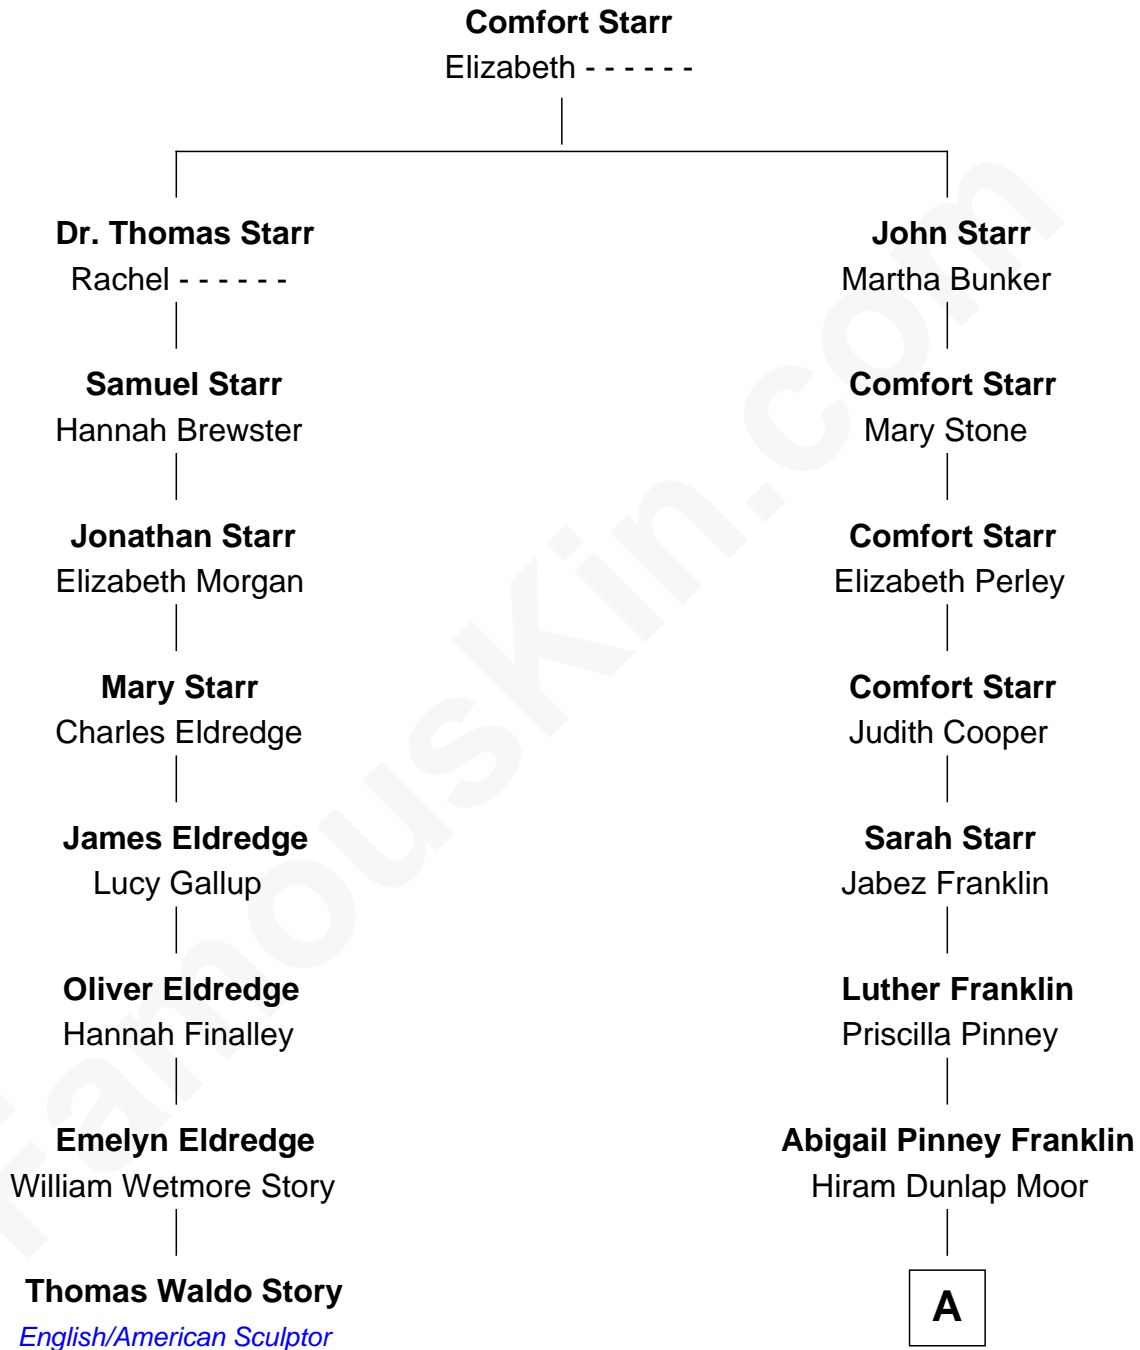 Comfort Starr
Elizabeth - - - - - -
Dr. Thomas Starr
Rachel - - - - - -
John Starr
Martha Bunker
Samuel Starr
Hannah Brewster
Comfort Starr
Mary Stone
Jonathan Starr
Elizabeth Morgan
Comfort Starr
Elizabeth Perley
Mary Starr
Charles Eldredge
Comfort Starr
Judith Cooper
James Eldredge
Lucy Gallup
Sarah Starr
Jabez Franklin
Oliver Eldredge
Hannah Finalley
Luther Franklin
Priscilla Pinney
Emelyn Eldredge
William Wetmore Story
Abigail Pinney Franklin
Hiram Dunlap Moor
Thomas Waldo Story
English/American Sculptor
A
FamousKin.com